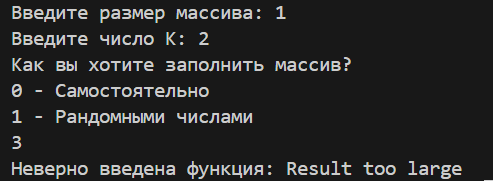 Введите размер массива: 1
Введите число K: 2
Как вы хотите заполнить массив?
0 - Самостоятельно
1 - Рандомными числами
3
Неверно введена функция: Result too large